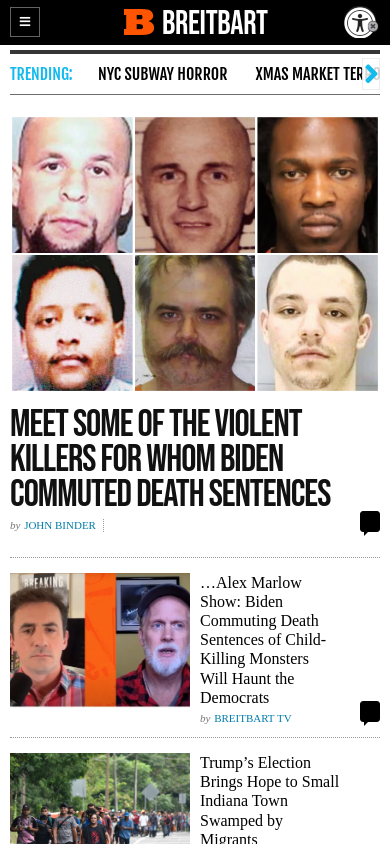 BREITBART
TRENDING: NYC SUBWAY HORROR XMAS MARKET TER
MEET SOME OF THE VIOLENT
KILLERS FOR WHOM BIDEN
COMMUTED DEATH SENTENCES
by JOHN BINDER
BREAKING
…Alex Marlow
Show: Biden
Commuting Death
Sentences of Child-
Killing Monsters
Will Haunt the
Democrats
by BREITBART TV
Trump’s Election
Brings Hope to Small
Indiana Town
Swamped by
Migrants